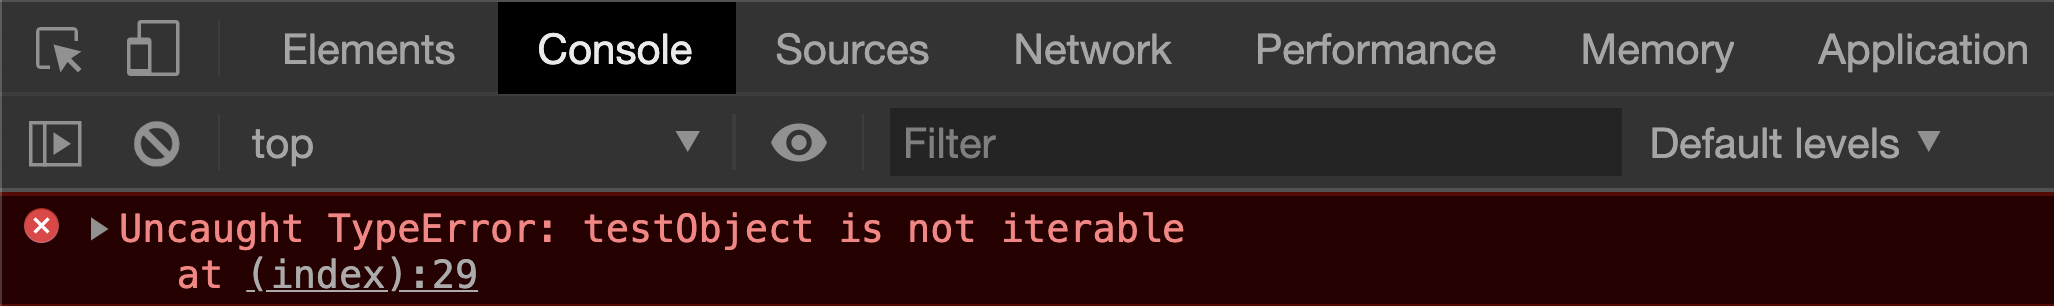 Elements Console Sources Network Performance Memory Application
top Filter Default levels
Uncaught TypeError: testObject is not iterable
at (index):29